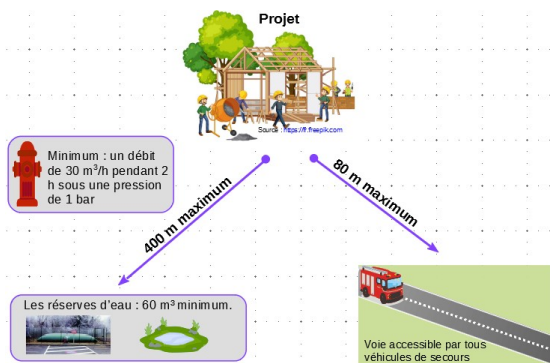 Projet
Source : https://fr.freepik.com
Minimum : un débit
de 30 m³/h pendant 2
h sous une pression
de 1 bar
400 m maximum
80 m maximum
Les réserves d'eau : 60 m³ minimum.
Voie accessible par tous
véhicules de secours